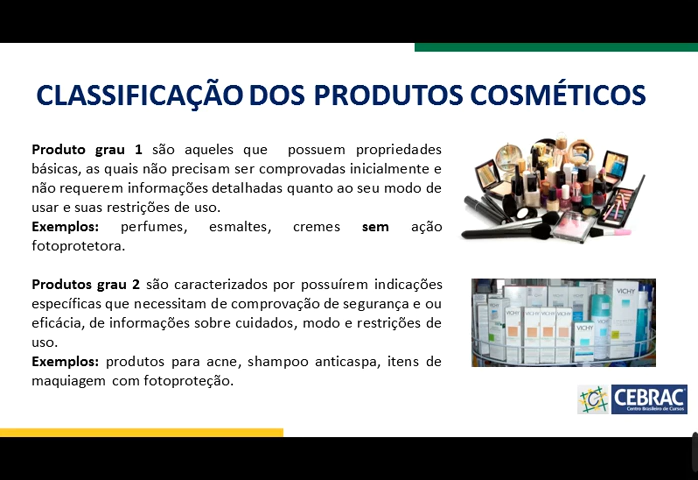 CLASSIFICAÇÃO DOS PRODUTOS COSMÉTICOS
Produto grau 1 são aqueles que possuem propriedades
básicas, as quais não precisam ser comprovadas inicialmente e
não requerem informações detalhadas quanto ao seu modo de
usar e suas restrições de uso.
Exemplos: perfumes, esmaltes, cremes sem ação
fotoprotetora.
Produtos grau 2 são caracterizados por possuírem indicações
específicas que necessitam de comprovação de segurança e ou
eficácia, de informações sobre cuidados, modo e restrições de
uso.
Exemplos: produtos para acne, shampoo anticaspa, itens de
maquiagem com fotoproteção.
VICHY
VICHY
VICHY
VICHY
CEBRAC
Centro Brasileiro de Cursos